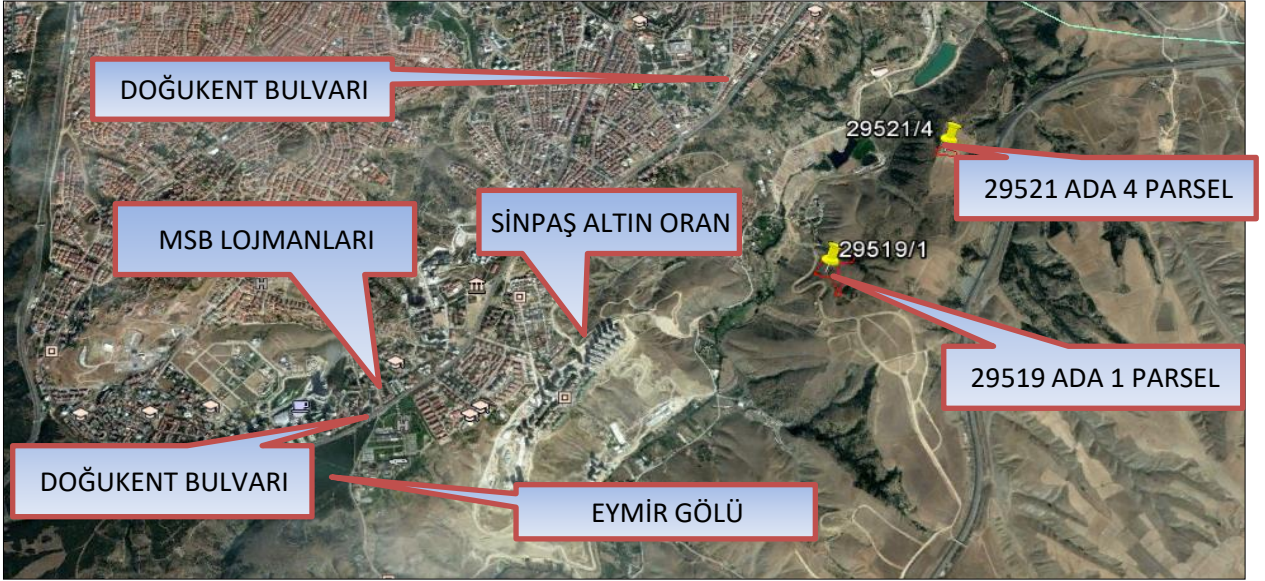 DOĞUKENT BULVARI
29521/4
29521 ADA 4 PARSEL
MSB LOJMANLARI
SİNPAŞ ALTIN ORAN
29519/1
29519 ADA 1 PARSEL
DOĞUKENT BULVARI
EYMİR GÖLÜ